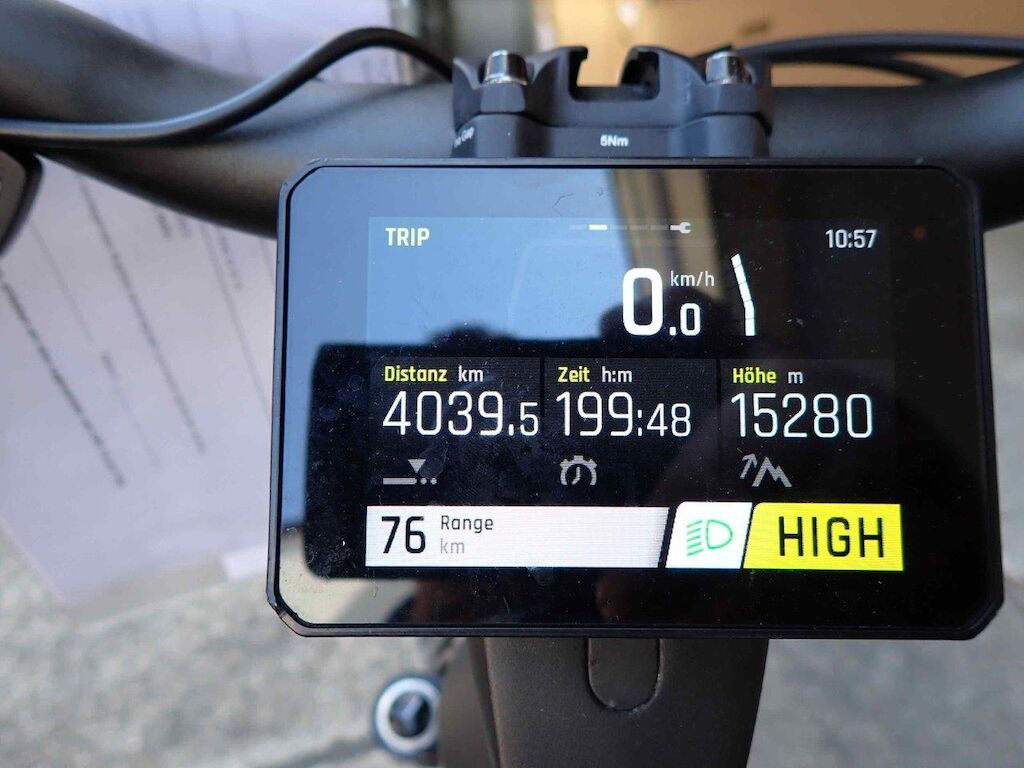 5Nm
TRIP
10:57
0.0 km/h
Distanz km
4039.5
Zeit h:m
199:48
Höhe m
15280
76 Range km
HIGH